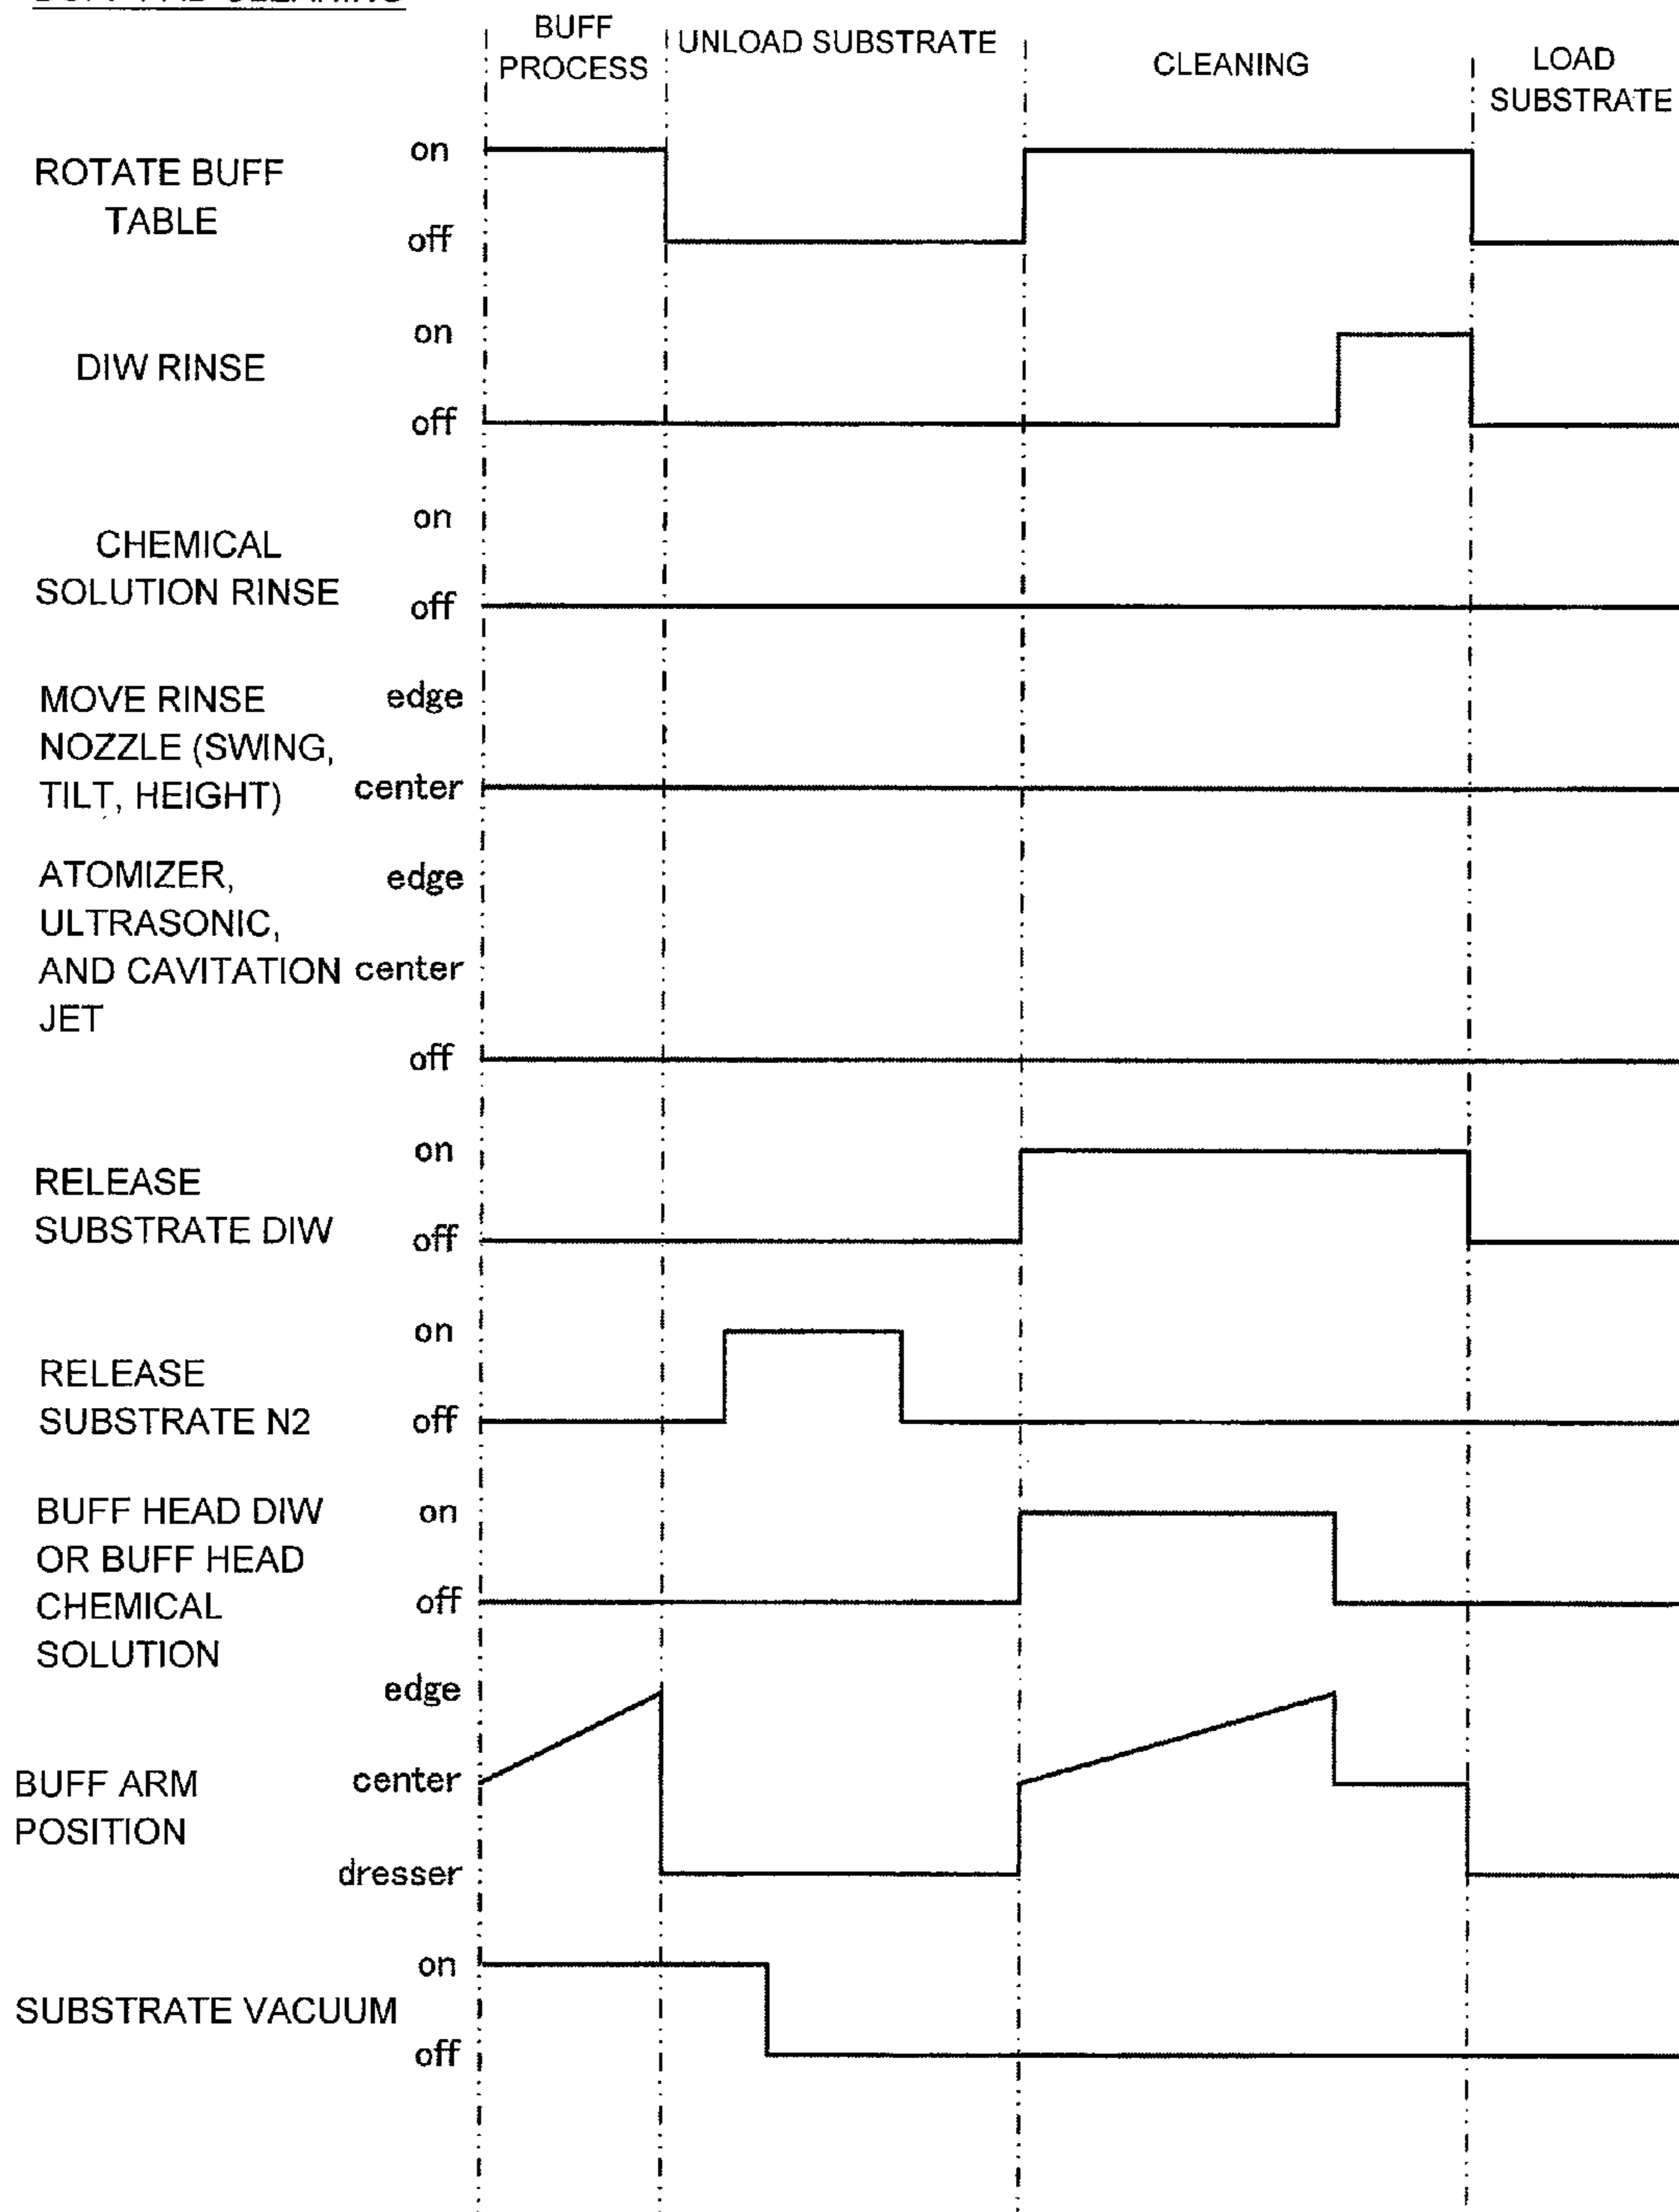 BUFF
PROCESS
UNLOAD SUBSTRATE
CLEANING
LOAD
SUBSTRATE
ROTATE BUFF
TABLE
on
off
DIW RINSE
on
off
CHEMICAL
SOLUTION RINSE
on
off
MOVE RINSE
NOZZLE (SWING,
TILT, HEIGHT)
edge
center
ATOMIZER,
ULTRASONIC,
AND CAVITATION
JET
edge
center
off
RELEASE
SUBSTRATE DIW
on
off
RELEASE
SUBSTRATE N2
on
off
BUFF HEAD DIW
OR BUFF HEAD
CHEMICAL
SOLUTION
on
off
BUFF ARM
POSITION
edge
center
dresser
SUBSTRATE VACUUM
on
off